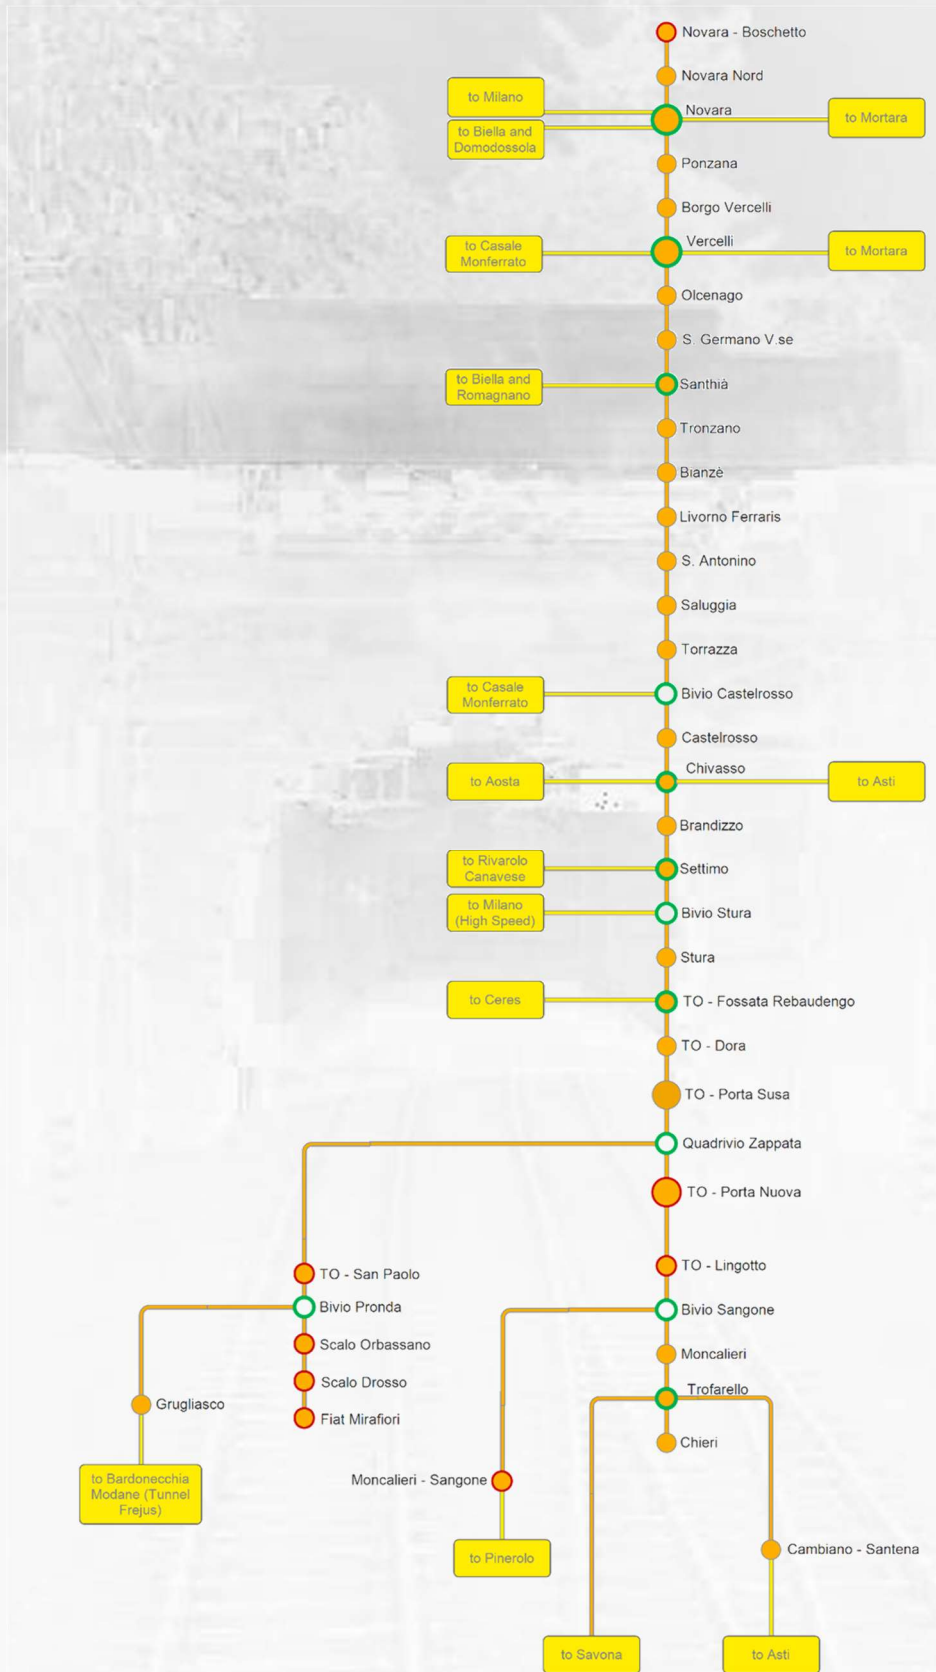 Novara - Boschetto
Novara Nord
to Milano
Novara
to Mortara
to Biella and
Domodossola
Ponzana
Borgo Vercelli
Vercelli
to Casale
Monferrato
to Mortara
Olcenago
S. Germano V.se
to Biella and
Romagnano
Santhià
Tronzano
Bianzè
Livorno Ferraris
S. Antonino
Saluggia
Torrazza
to Casale
Monferrato
Bivio Castelrosso
Castelrosso
Chivasso
to Aosta
to Asti
Brandizzo
to Rivarolo
Canavese
Settimo
to Milano
(High Speed)
Bivio Stura
Stura
to Ceres
TO - Fossata Rebaudengo
TO - Dora
TO - Porta Susa
Quadrivio Zappata
TO - Porta Nuova
TO - San Paolo
TO - Lingotto
Bivio Pronda
Bivio Sangone
Scalo Orbassano
Moncalieri
Scalo Drosso
Trofarello
Grugliasco
Fiat Mirafiori
Chieri
to Bardonecchia
Modane (Tunnel
Frejus)
Moncalieri - Sangone
to Pinerolo
Cambiano - Santena
to Savona
to Asti